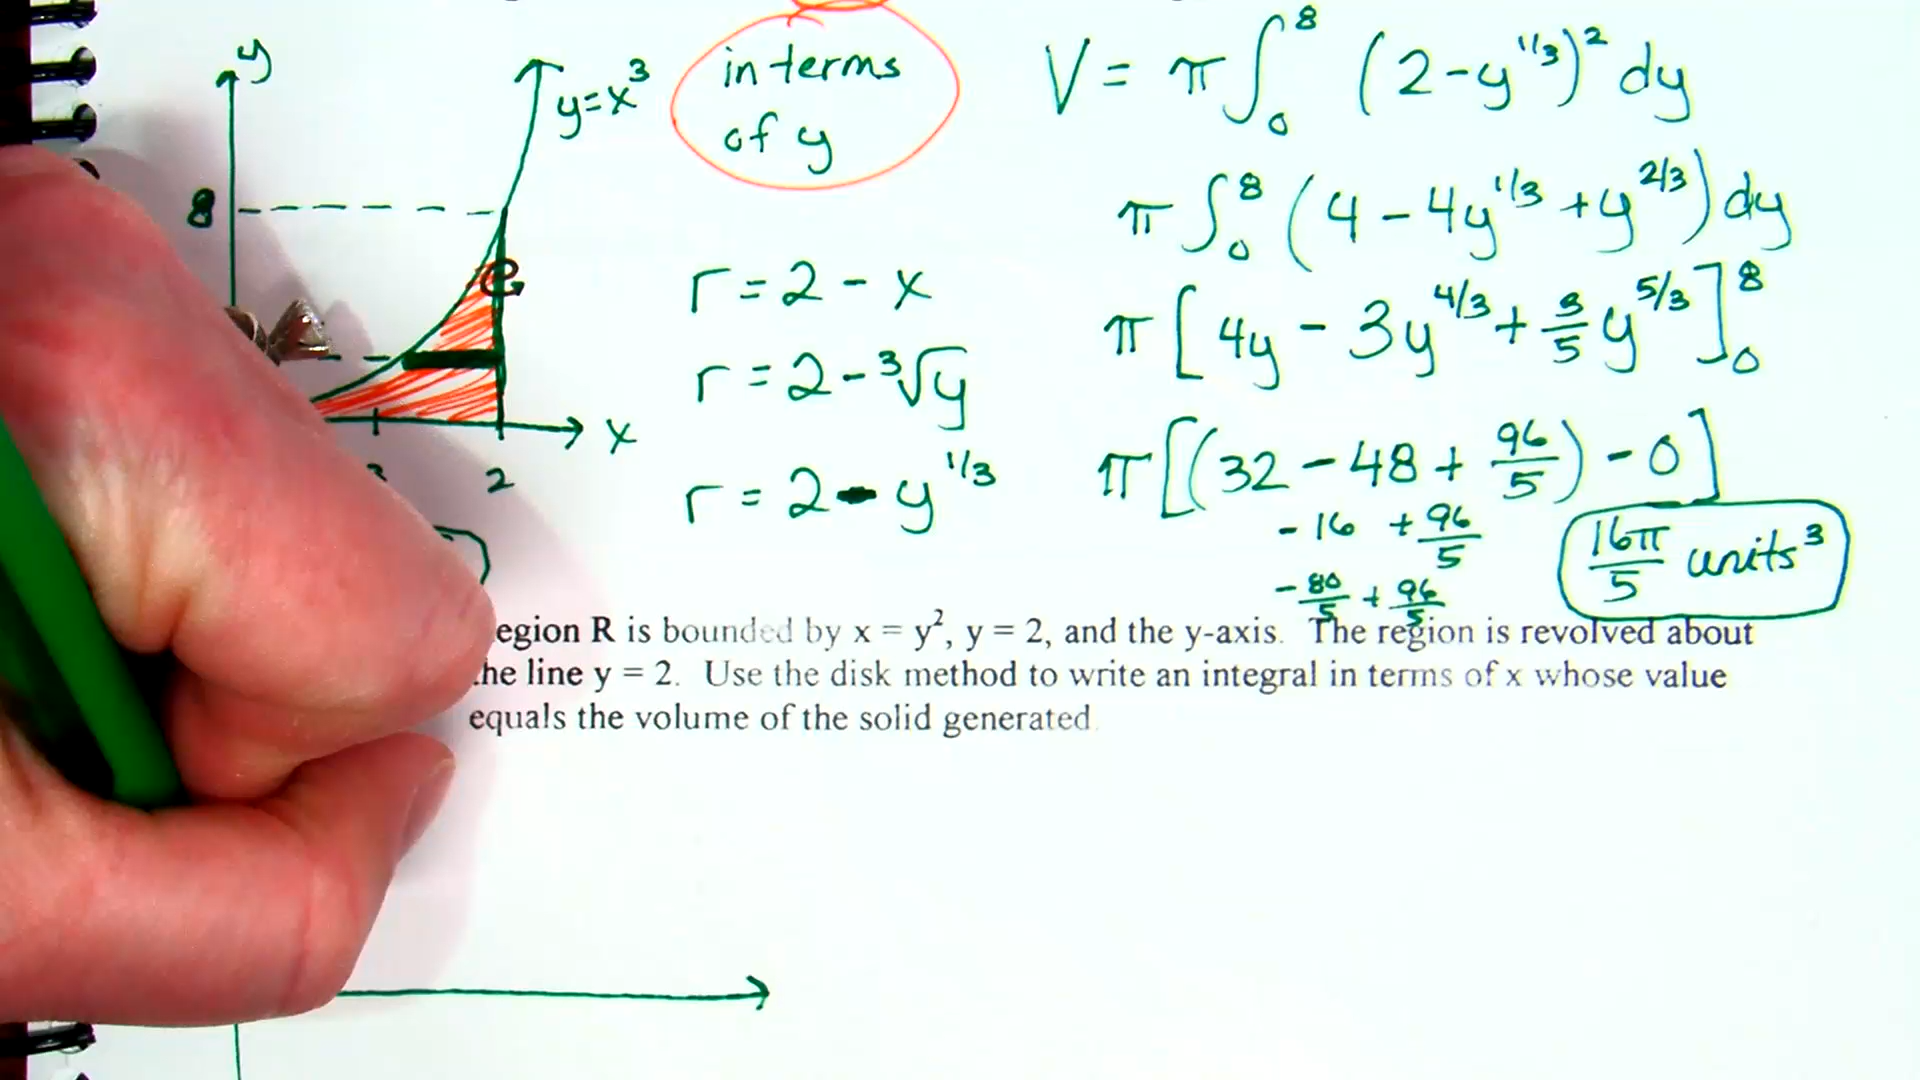 y
y=x³
8
x
2
in terms
of y
r = 2 - x
r = 2 - ³√y
r = 2 - y^{1/3}
V = π∫₀⁸ (2-y^{1/3})² dy
π∫₀⁸ (4 - 4y^{1/3} + y^{2/3}) dy
π[4y - 3y^{4/3} + 3/5 y^{5/3}]₀⁸
π[(32 - 48 + 96/5) - 0]
-16 + 96/5
-80/5 + 96/5
16π/5 units³
egion R is bounded by x = y², y = 2, and the y-axis. The region is revolved about
he line y = 2. Use the disk method to write an integral in terms of x whose value
equals the volume of the solid generated.